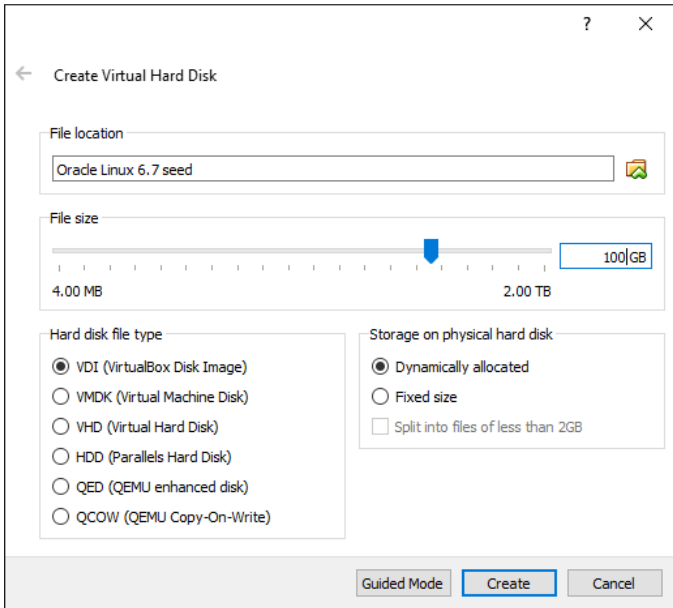 ?
Create Virtual Hard Disk
File location
Oracle Linux 6.7 seed
File size
100 GB
4.00 MB 2.00 TB
Hard disk file type
VDI (VirtualBox Disk Image)
VMDK (Virtual Machine Disk)
VHD (Virtual Hard Disk)
HDD (Parallels Hard Disk)
QED (QEMU enhanced disk)
QCOW (QEMU Copy-On-Write)
Storage on physical hard disk
Dynamically allocated
Fixed size
Split into files of less than 2GB
Guided Mode Create Cancel